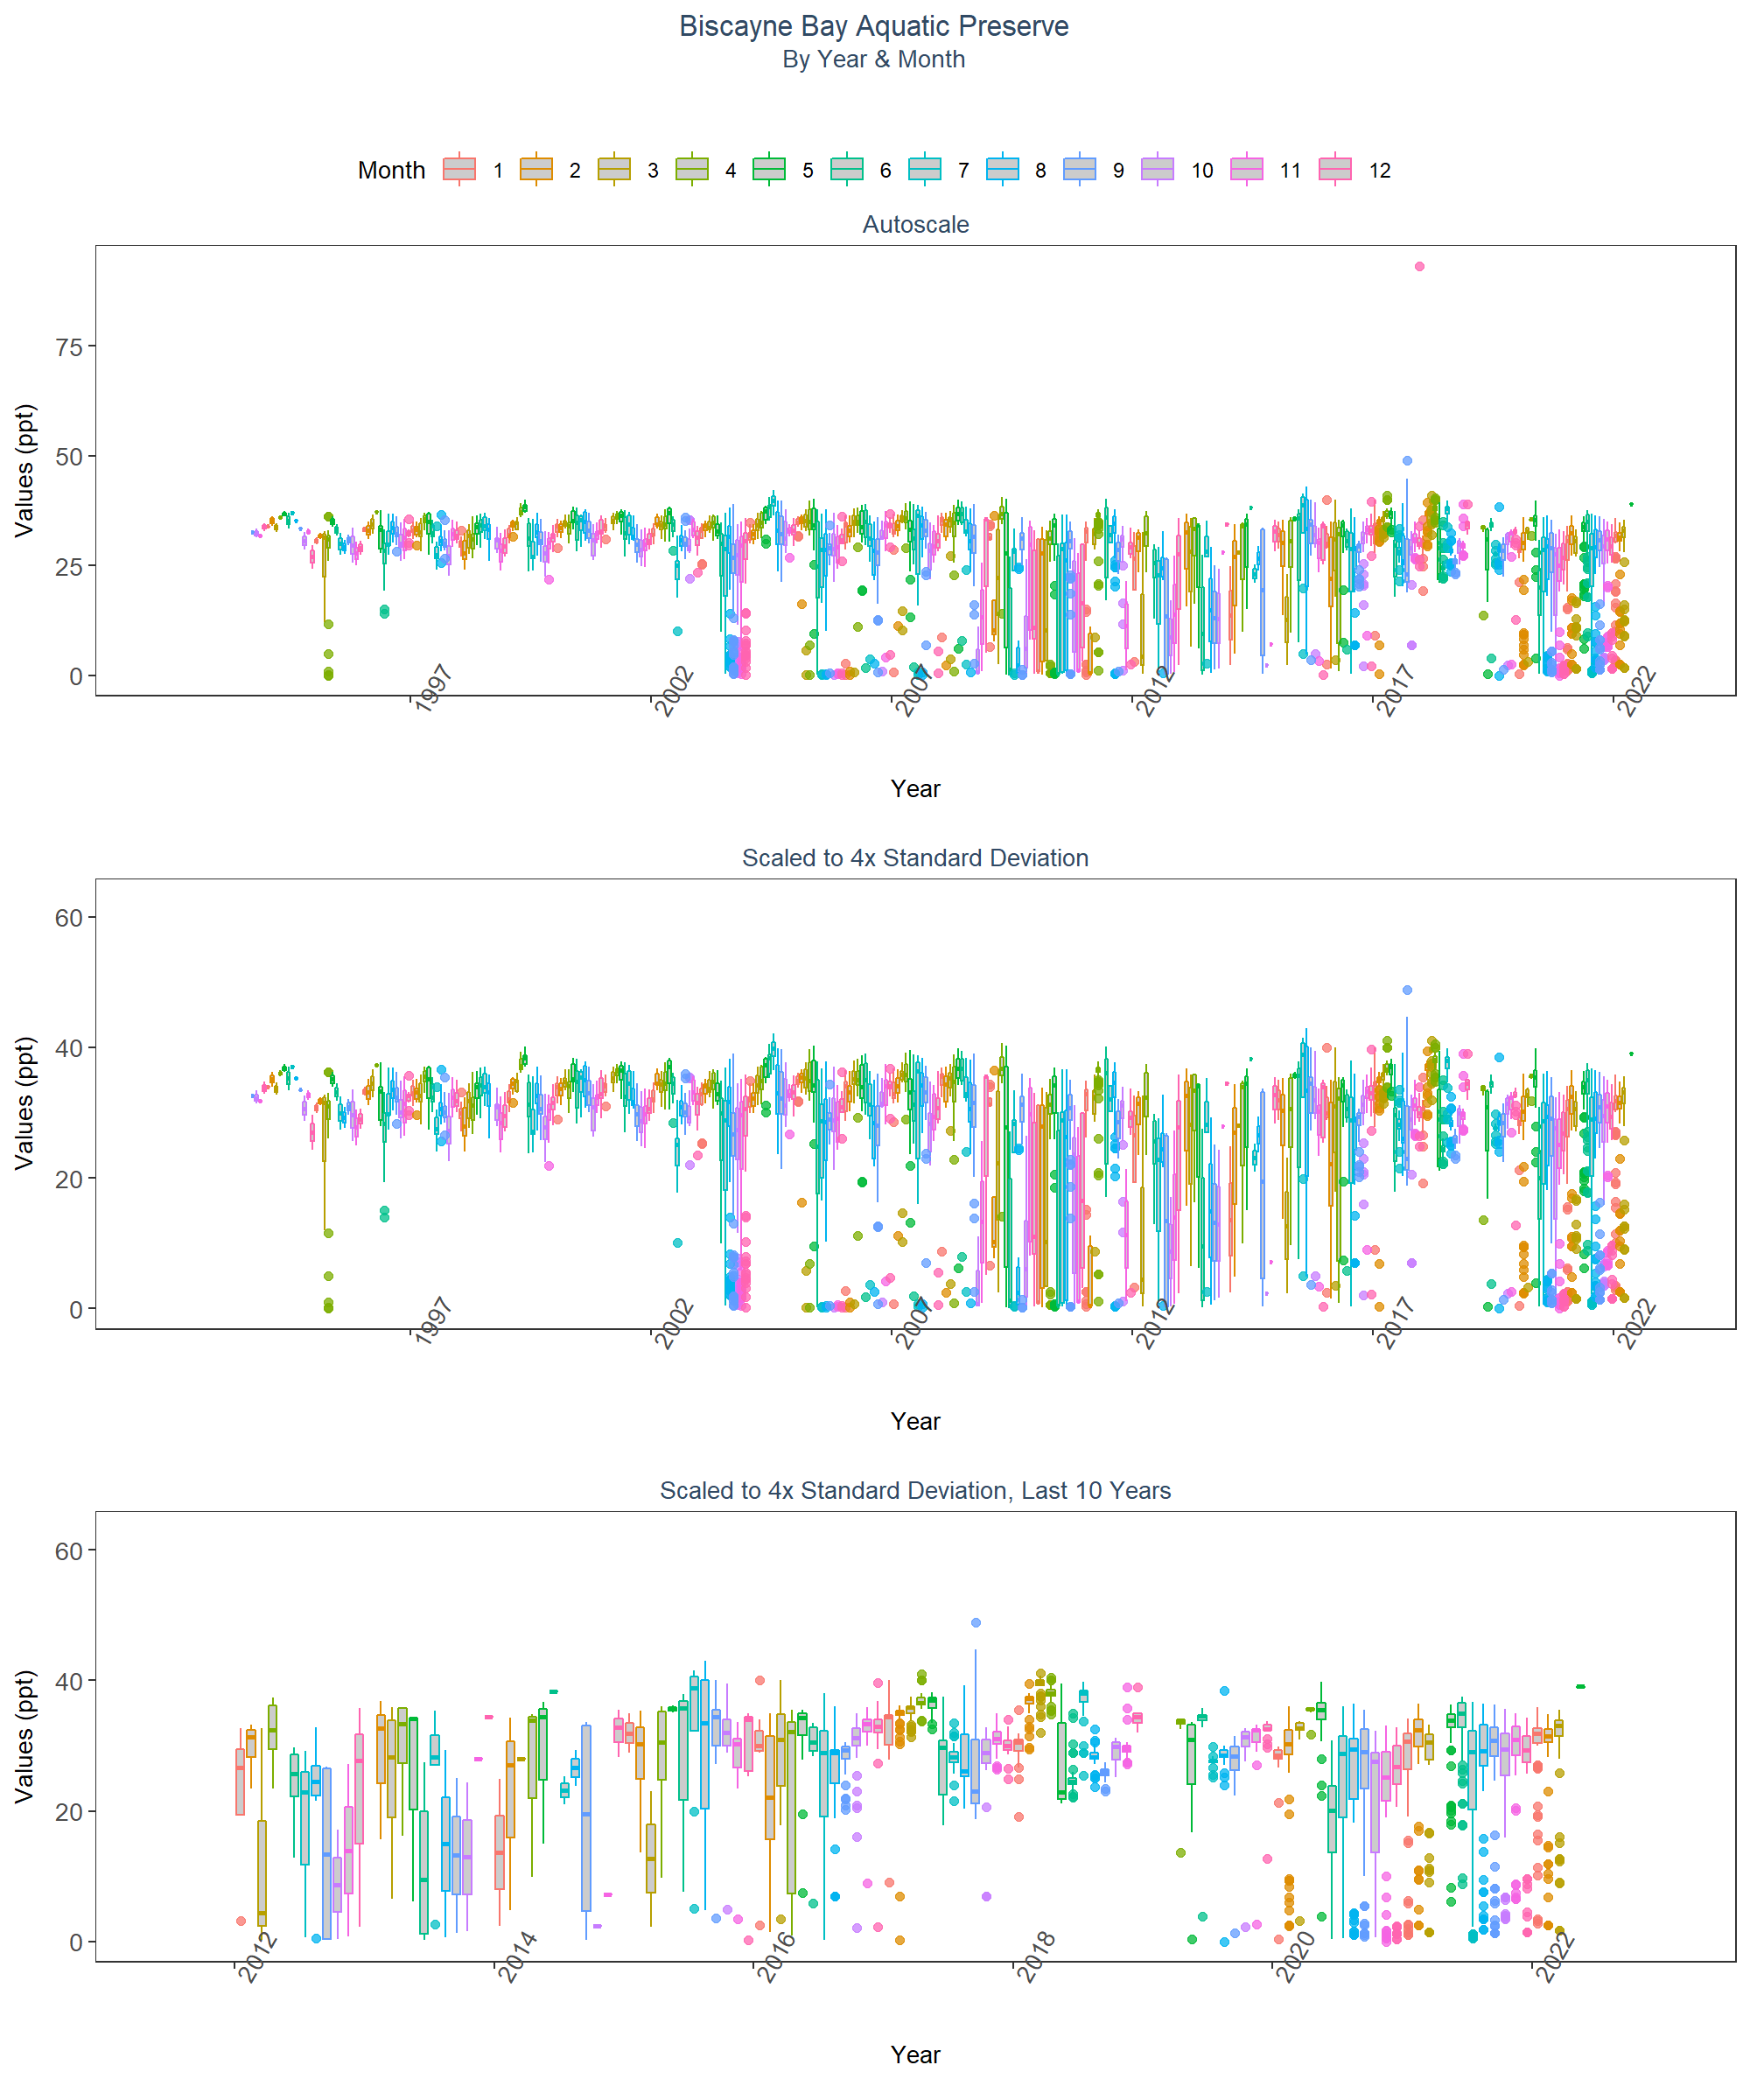 Biscayne Bay Aquatic Preserve
By Year & Month
Month 1 2 3 4 5 6 7 8 9 10 11 12
Autoscale
Values (ppt)
75
50
25
0
1997 2002 2007 2012 2017 2022
Year
Scaled to 4x Standard Deviation
Values (ppt)
60
40
20
0
1997 2002 2007 2012 2017 2022
Year
Scaled to 4x Standard Deviation, Last 10 Years
Values (ppt)
60
40
20
0
2012 2014 2016 2018 2020 2022
Year